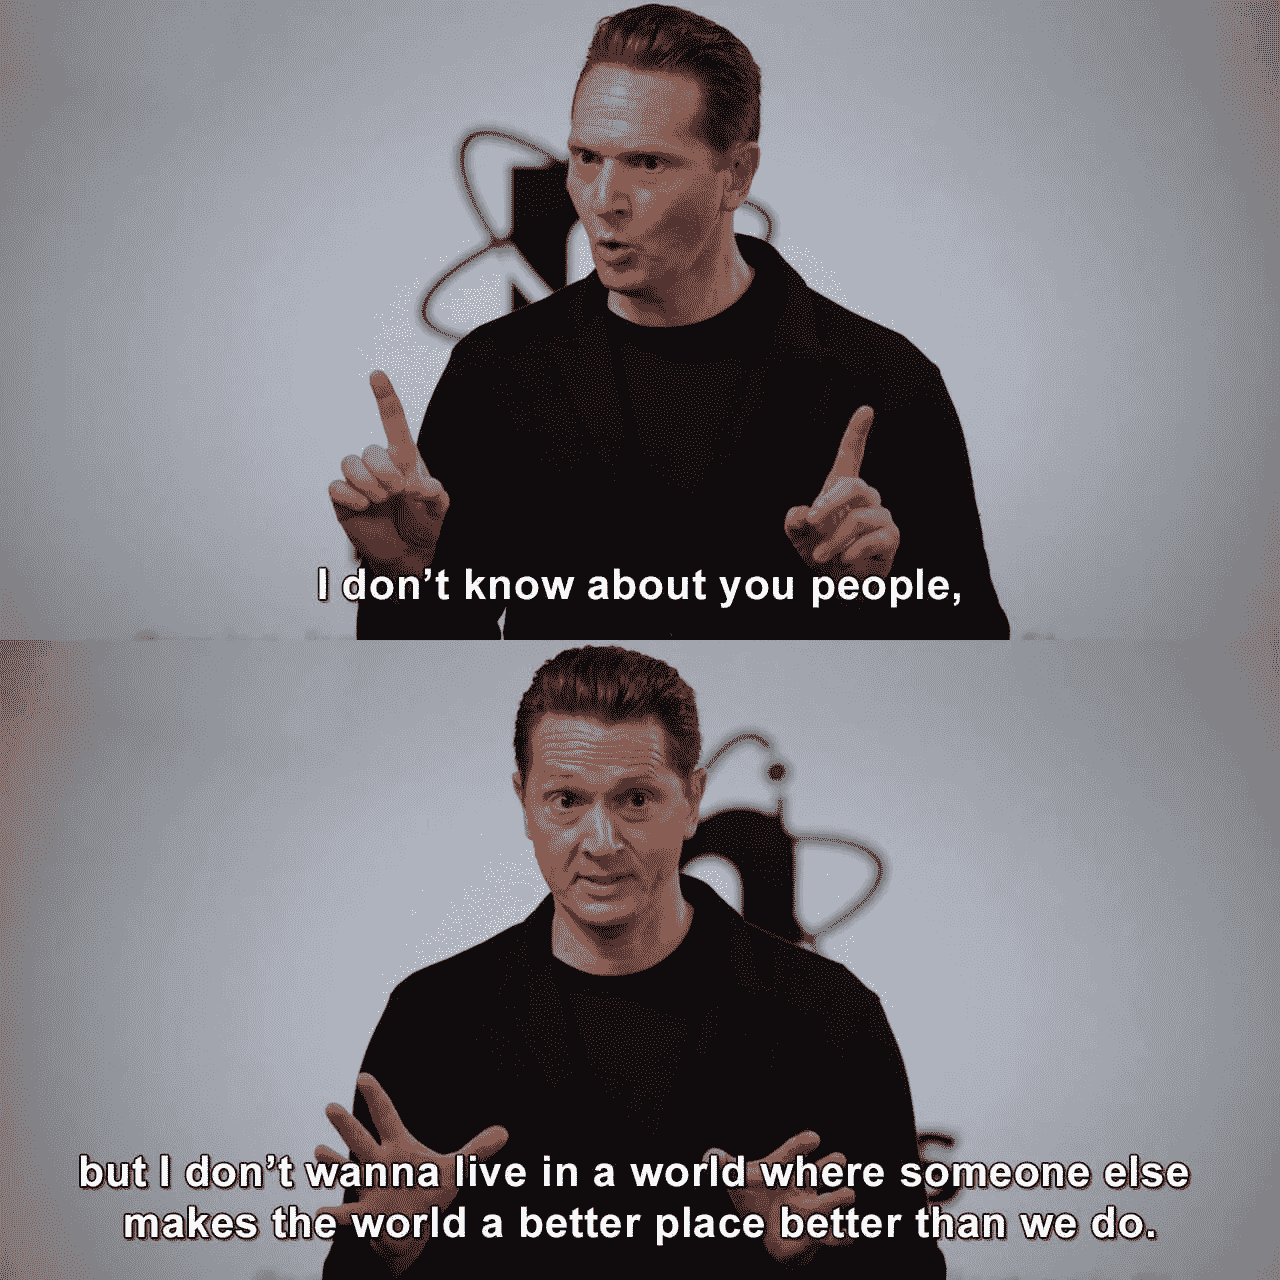 I don’t know about you people,
but I don’t wanna live in a world where someone else
makes the world a better place better than we do.